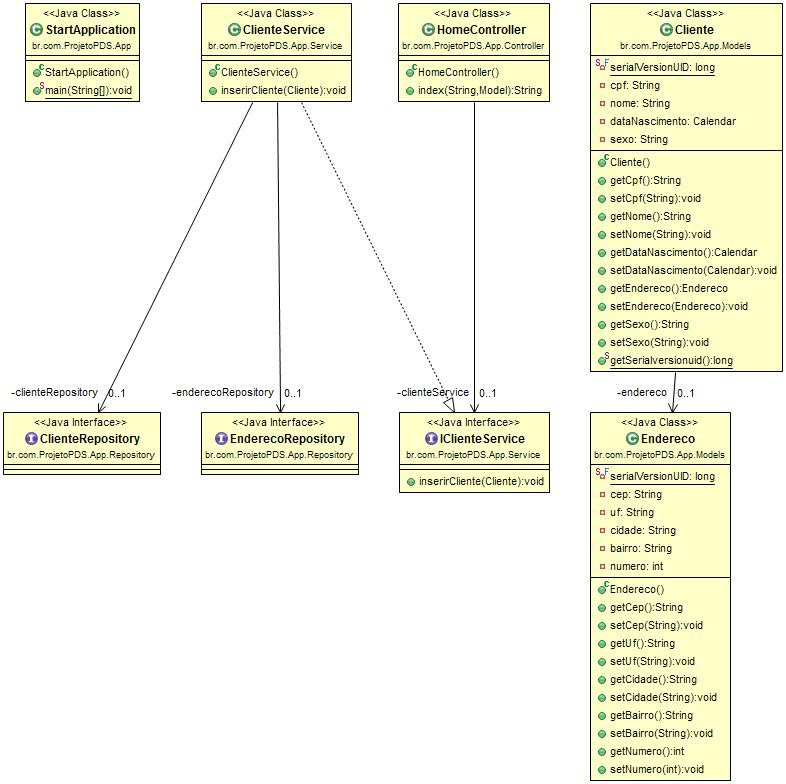 <<Java Class>>
StartApplication
br.com.ProjetoPDS.App
StartApplication()
main(String[]):void
<<Java Class>>
ClienteService
br.com.ProjetoPDS.App.Service
ClienteService()
inserirCliente(Cliente):void
<<Java Class>>
HomeController
br.com.ProjetoPDS.App.Controller
HomeController()
index(String,Model):String
<<Java Class>>
Cliente
br.com.ProjetoPDS.App.Models
serialVersionUID: long
cpf: String
nome: String
dataNascimento: Calendar
sexo: String
Cliente()
getCpf():String
setCpf(String):void
getNome():String
setNome(String):void
getDataNascimento():Calendar
setDataNascimento(Calendar):void
getEndereco():Endereco
setEndereco(Endereco):void
getSexo():String
setSexo(String):void
getSerialversionuid():long
-clienteRepository 0..1
-enderecoRepository 0..1
-clienteService 0..1
-endereco 0..1
<<Java Interface>>
ClienteRepository
br.com.ProjetoPDS.App.Repository
<<Java Interface>>
EnderecoRepository
br.com.ProjetoPDS.App.Repository
<<Java Interface>>
IClienteService
br.com.ProjetoPDS.App.Service
inserirCliente(Cliente):void
<<Java Class>>
Endereco
br.com.ProjetoPDS.App.Models
serialVersionUID: long
cep: String
uf: String
cidade: String
bairro: String
numero: int
Endereco()
getCep():String
setCep(String):void
getUf():String
setUf(String):void
getCidade():String
setCidade(String):void
getBairro():String
setBairro(String):void
getNumero():int
setNumero(int):void